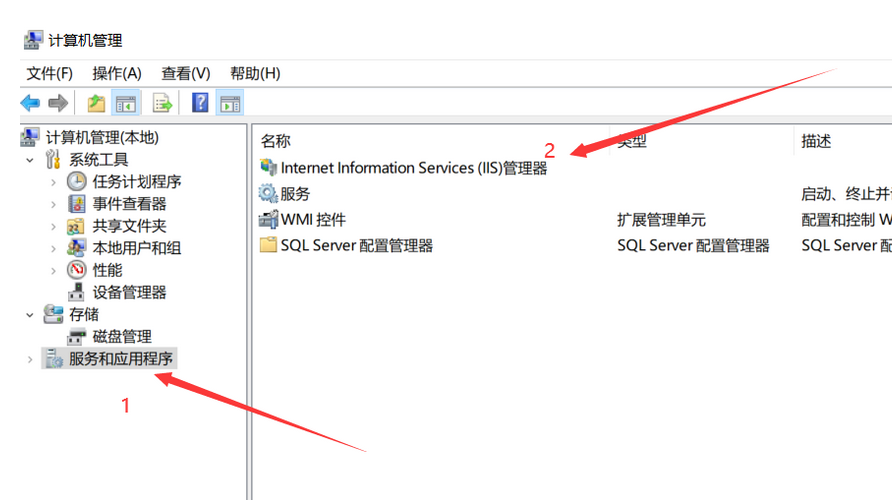 计算机管理
文件(F) 操作(A) 查看(V) 帮助(H)
计算机管理(本地)
系统工具
任务计划程序
事件查看器
共享文件夹
本地用户和组
性能
设备管理器
存储
磁盘管理
服务和应用程序
1
名称 类型 描述
2
Internet Information Services (IIS)管理器
服务 启动、终止并
WMI 控件 扩展管理单元 配置和控制 W
SQL Server 配置管理器 SQL Server 配置管理器 SQL Server 配